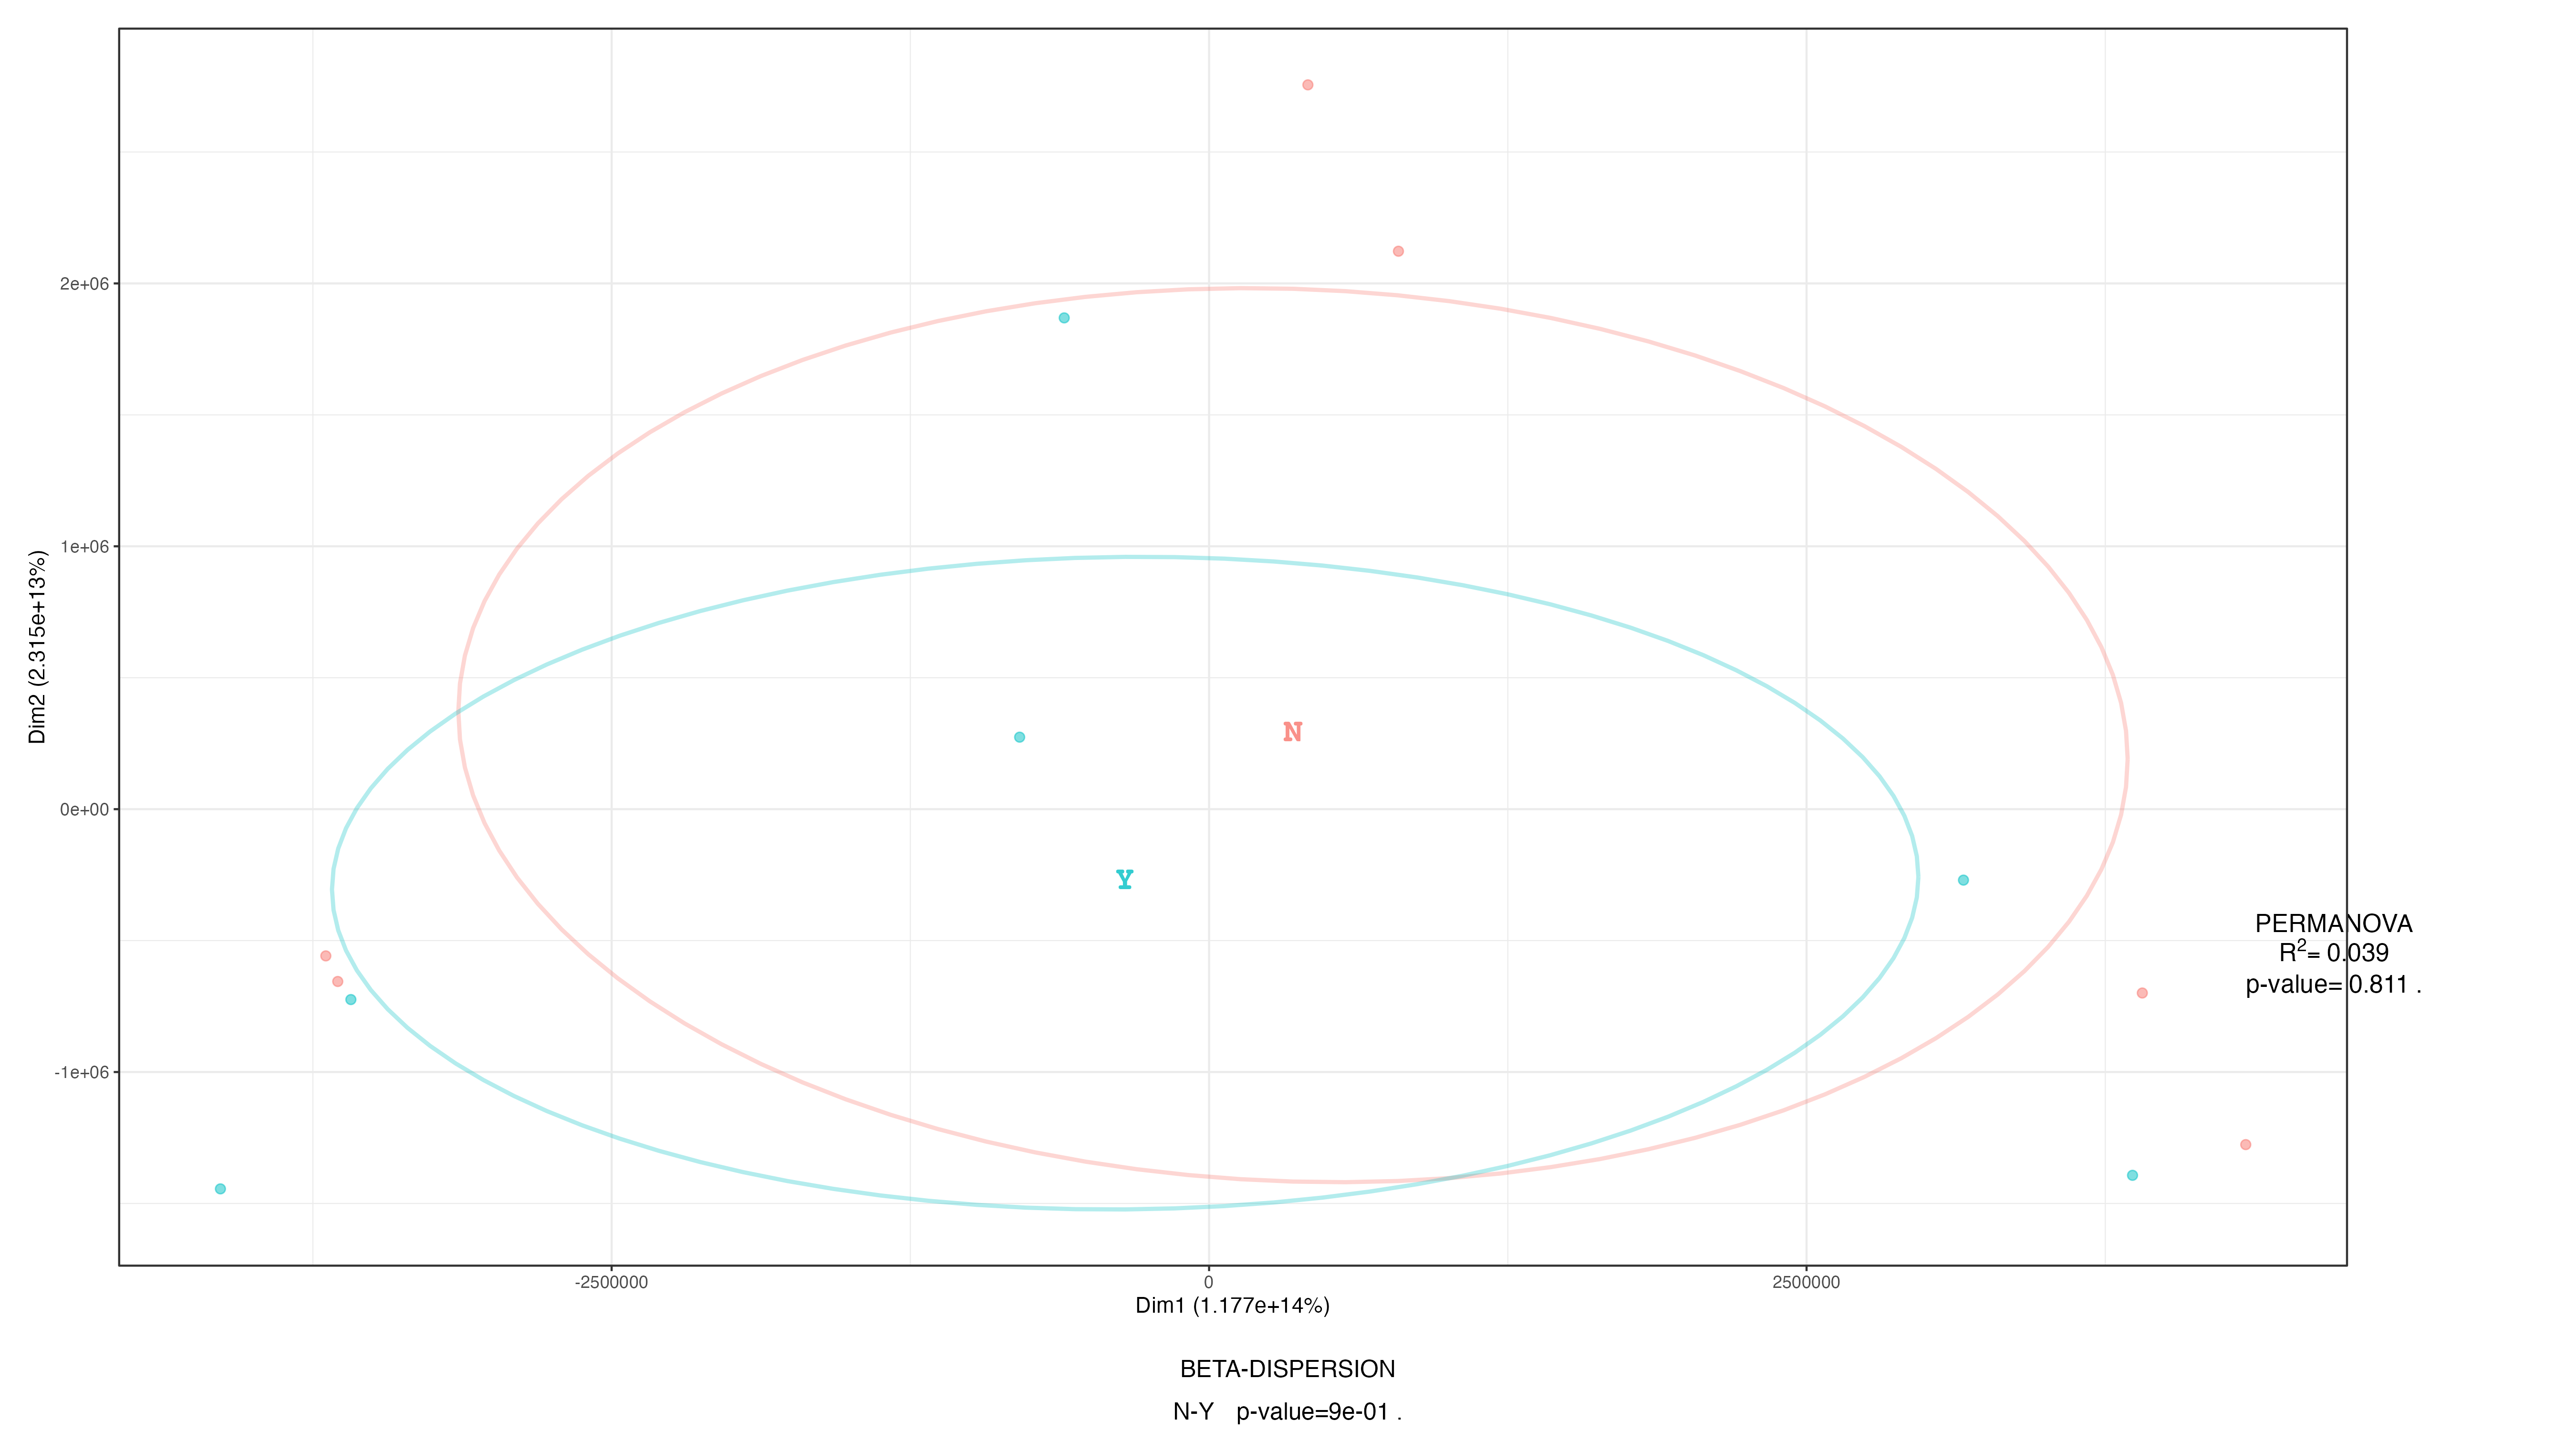 2e+06
1e+06
0e+00
-1e+06
Dim2 (2.315e+13%)
N
Y
PERMANOVA
R²= 0.039
p-value= 0.811 .
-2500000
0
2500000
Dim1 (1.177e+14%)
BETA-DISPERSION
N-Y p-value=9e-01 .